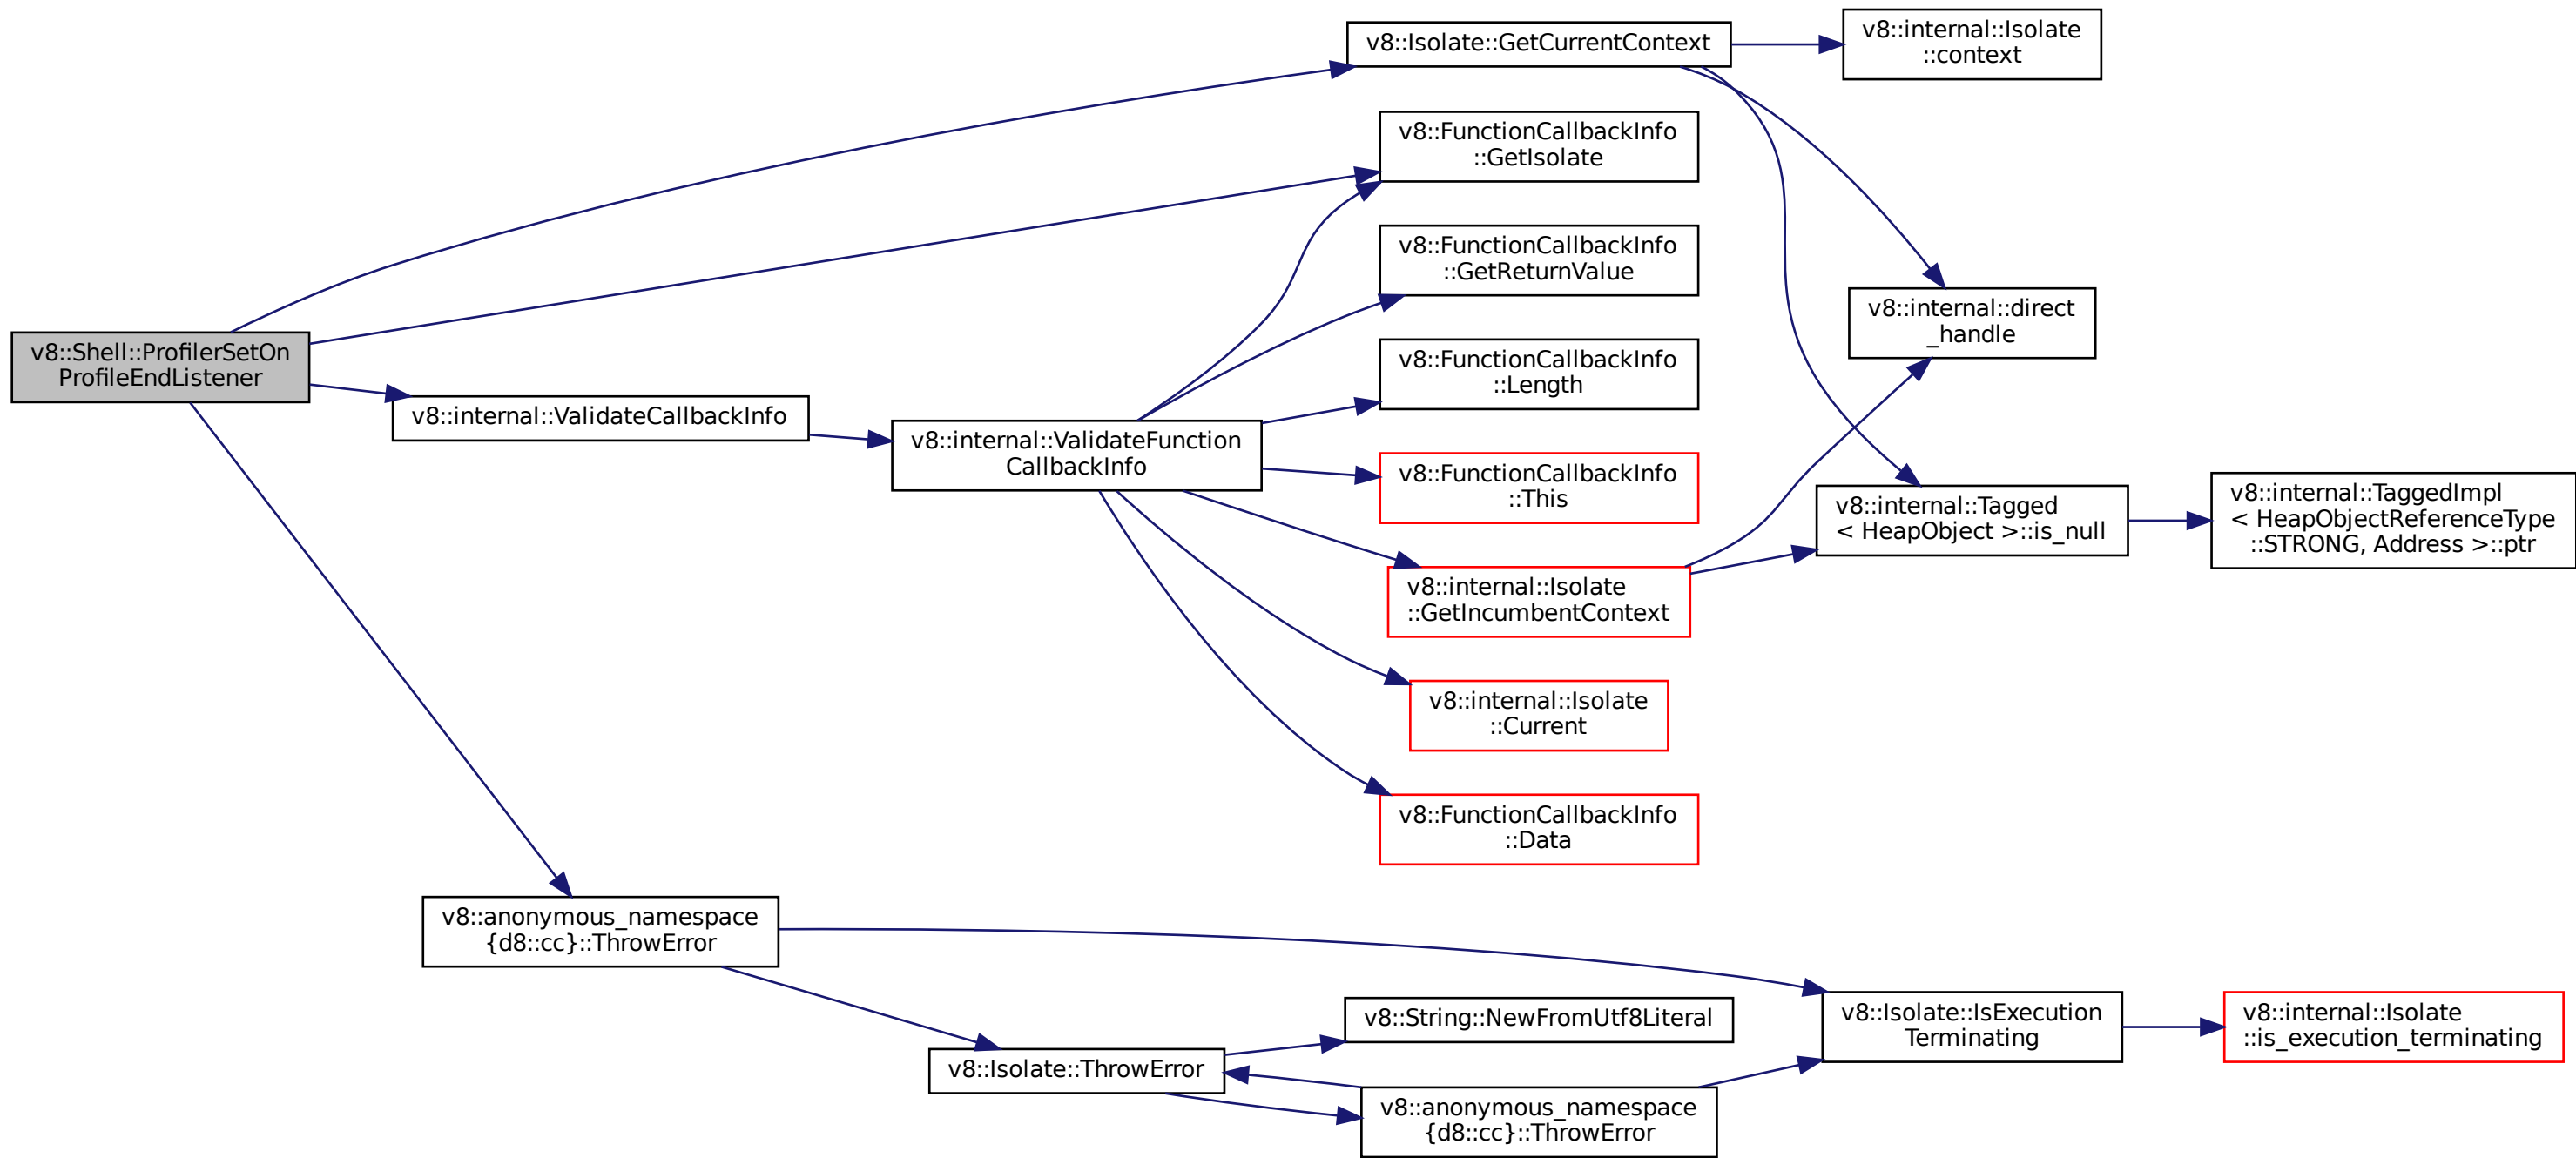 v8::Shell::ProfilerSetOn
ProfileEndListener
v8::Isolate::GetCurrentContext
v8::internal::Isolate
::context
v8::FunctionCallbackInfo
::GetIsolate
v8::FunctionCallbackInfo
::GetReturnValue
v8::internal::direct
_handle
v8::FunctionCallbackInfo
::Length
v8::internal::ValidateCallbackInfo
v8::internal::ValidateFunction
CallbackInfo
v8::FunctionCallbackInfo
::This
v8::internal::Tagged
< HeapObject >::is_null
v8::internal::TaggedImpl
< HeapObjectReferenceType
::STRONG, Address >::ptr
v8::internal::Isolate
::GetIncumbentContext
v8::internal::Isolate
::Current
v8::FunctionCallbackInfo
::Data
v8::anonymous_namespace
{d8::cc}::ThrowError
v8::String::NewFromUtf8Literal
v8::Isolate::IsExecution
Terminating
v8::internal::Isolate
::is_execution_terminating
v8::Isolate::ThrowError
v8::anonymous_namespace
{d8::cc}::ThrowError